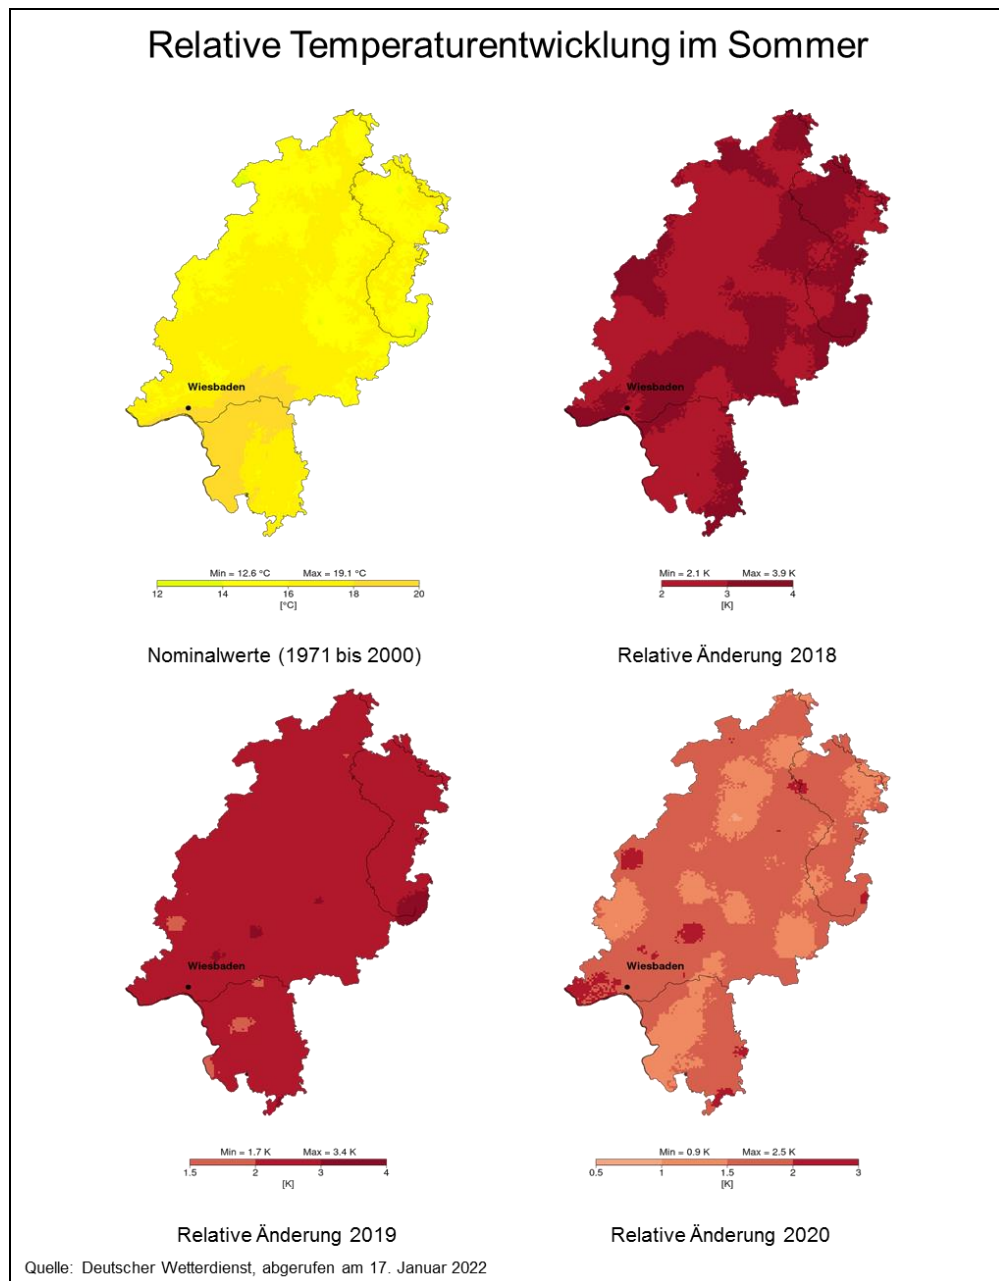 Relative Temperaturentwicklung im Sommer
Wiesbaden
Min = 12.6 °C Max = 19.1 °C
12 14 16 18 20
[°C]
Nominalwerte (1971 bis 2000)
Wiesbaden
Min = 2.1 K Max = 3.9 K
2 3 4
[K]
Relative Änderung 2018
Wiesbaden
Min = 1.7 K Max = 3.4 K
1.5 2 3 4
[K]
Relative Änderung 2019
Wiesbaden
Min = 0.9 K Max = 2.5 K
0.5 1 1.5 2 3
[K]
Relative Änderung 2020
Quelle: Deutscher Wetterdienst, abgerufen am 17. Januar 2022